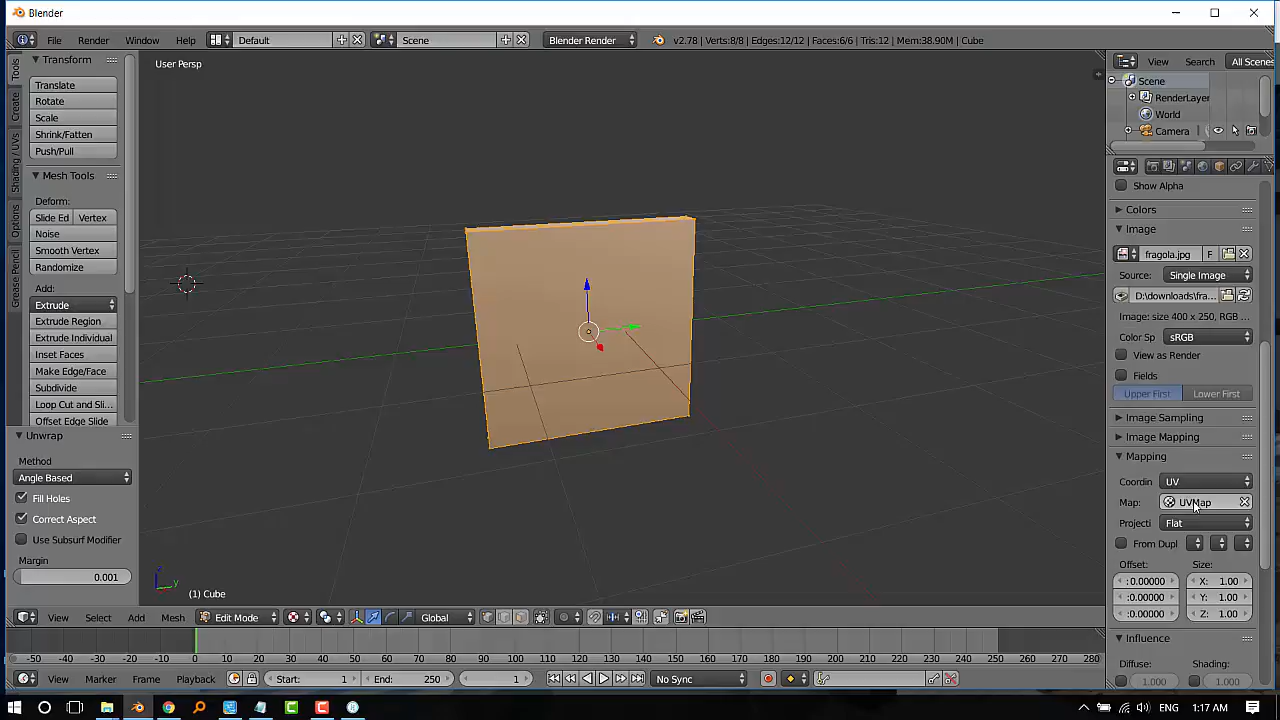 Blender
File Render Window Help Default Scene Blender Render v2.78 | Verts:8/8 | Edges:12/12 | Faces:6/6 | Tris:12 | Mem:38.90M | Cube
User Persp
Tools
Create
Shading / UVs
Options
Grease Pencil
Transform
Translate
Rotate
Scale
Shrink/Fatten
Push/Pull
Mesh Tools
Deform:
Slide Ed Vertex
Noise
Smooth Vertex
Randomize
Add:
Extrude
Extrude Region
Extrude Individual
Inset Faces
Make Edge/Face
Subdivide
Loop Cut and Sli...
Offset Edge Slide
Unwrap
Method
Angle Based
Fill Holes
Correct Aspect
Use Subsurf Modifier
Margin
0.001
z
y
(1) Cube
View Select Add Mesh Edit Mode Global
View Search All Scenes
Scene
RenderLayer
World
Camera
Show Alpha
Colors
Image
fragola.jpg F
Source: Single Image
D:\downloads\fra...
Image: size 400 x 250, RGB ...
Color Sp sRGB
View as Render
Fields
Upper First Lower First
Image Sampling
Image Mapping
Mapping
Coordin UV
Map: UVMap
Projecti Flat
From Dupl
Offset: Size:
: 0.00000 X: 1.00
: 0.00000 Y: 1.00
: 0.00000 Z: 1.00
Influence
Diffuse: Shading:
1.000 1.000
-50 -40 -30 -20 -10 0 10 20 30 40 50 60 70 80 90 100 110 120 130 140 150 160 170 180 190 200 210 220 230 240 250 260 270 280
View Marker Frame Playback Start: 1 End: 250 1 No Sync
ENG 1:17 AM